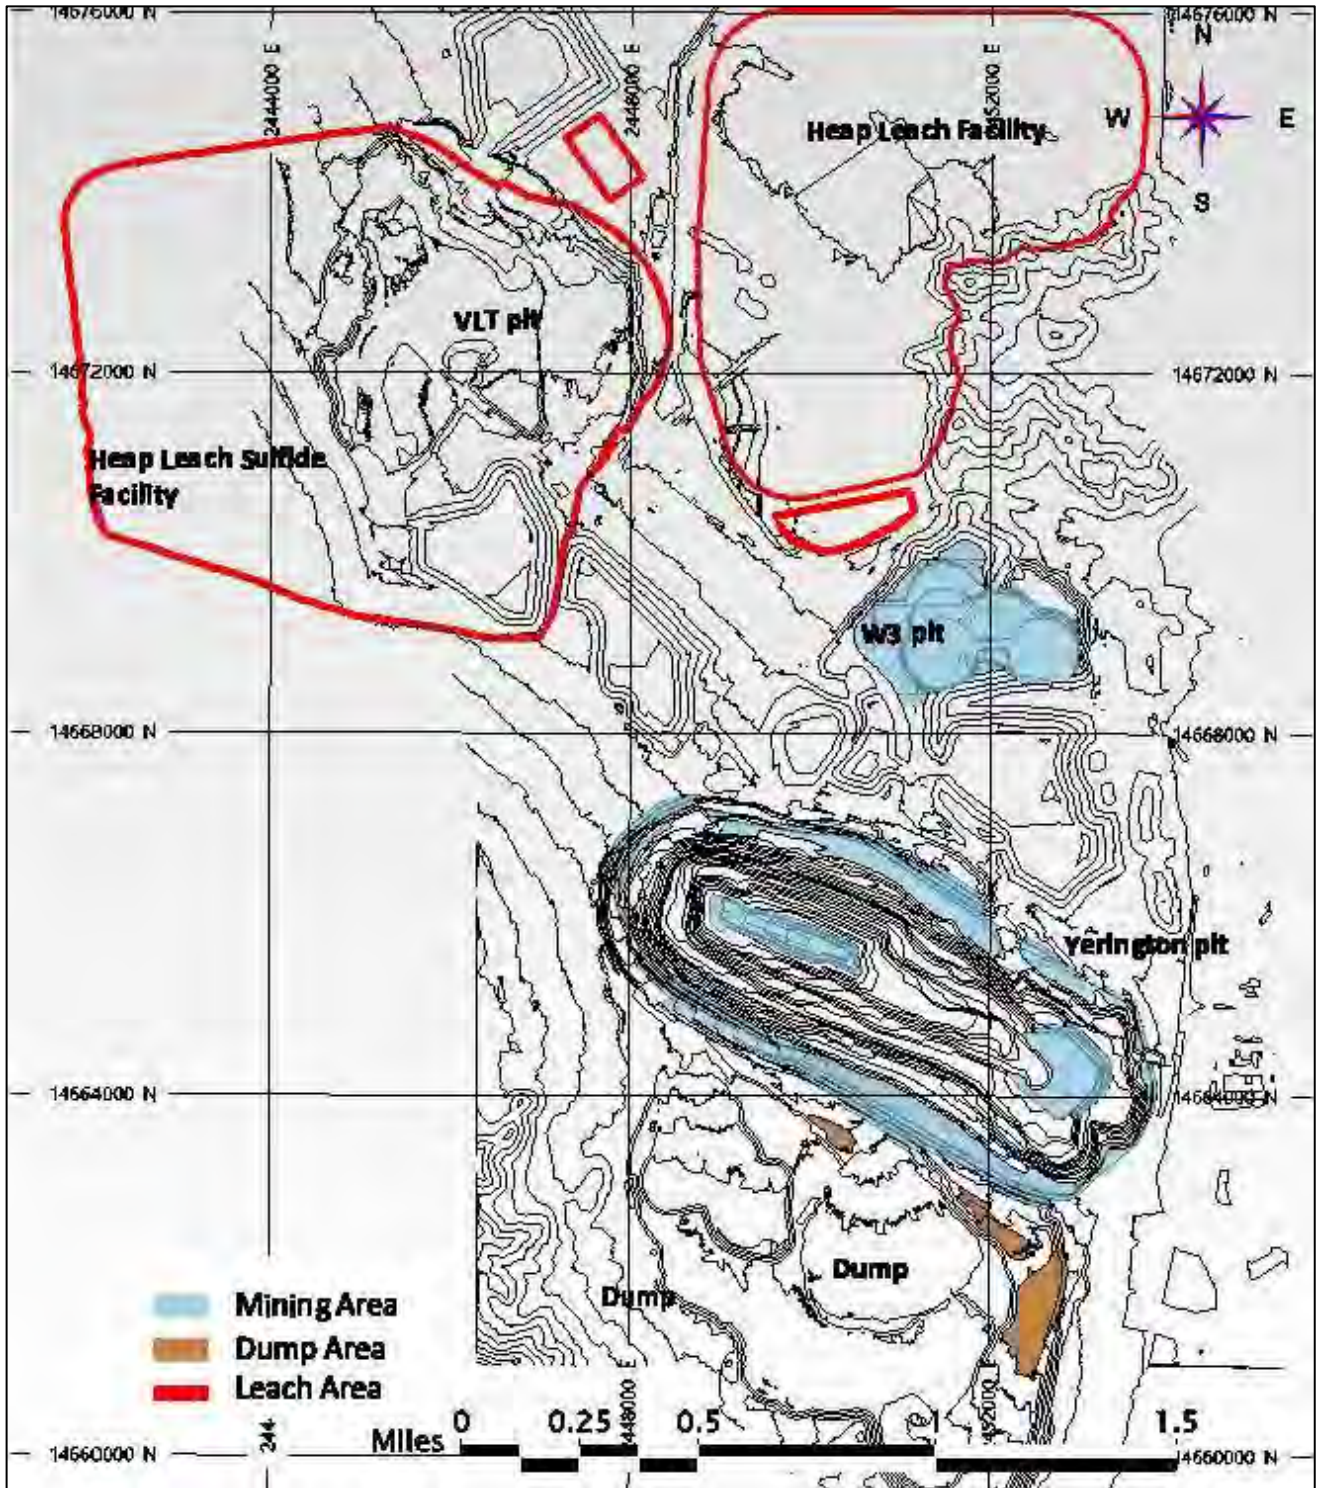 14676000 N
14676000 N
2444000 E
2448000 E
N
W
E
S
Heap Leach Facility
VLT pit
14672000 N
14672000 N
Heap Leach Sulfide
Facility
W3 pit
14668000 N
14668000 N
Yerington pit
14664000 N
14664000 N
Dump
Dump
Mining Area
Dump Area
Leach Area
2448000 E
Miles
0
0.25
0.5
1
1.5
14660000 N
14660000 N